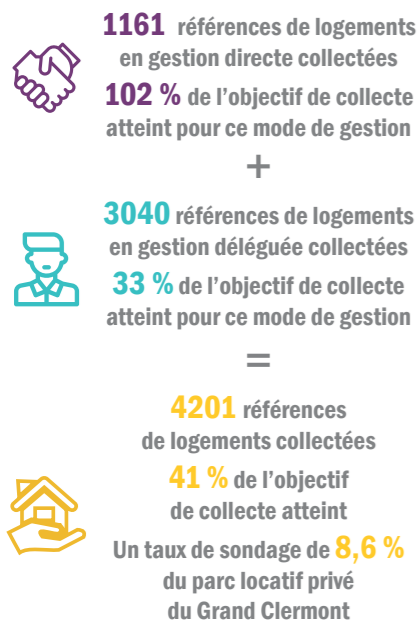 1161 références de logements
en gestion directe collectées
102 % de l'objectif de collecte
atteint pour ce mode de gestion
+
3040 références de logements
en gestion déléguée collectées
33 % de l'objectif de collecte
atteint pour ce mode de gestion
=
4201 références
de logements collectées
41 % de l'objectif
de collecte atteint
Un taux de sondage de 8,6 %
du parc locatif privé
du Grand Clermont